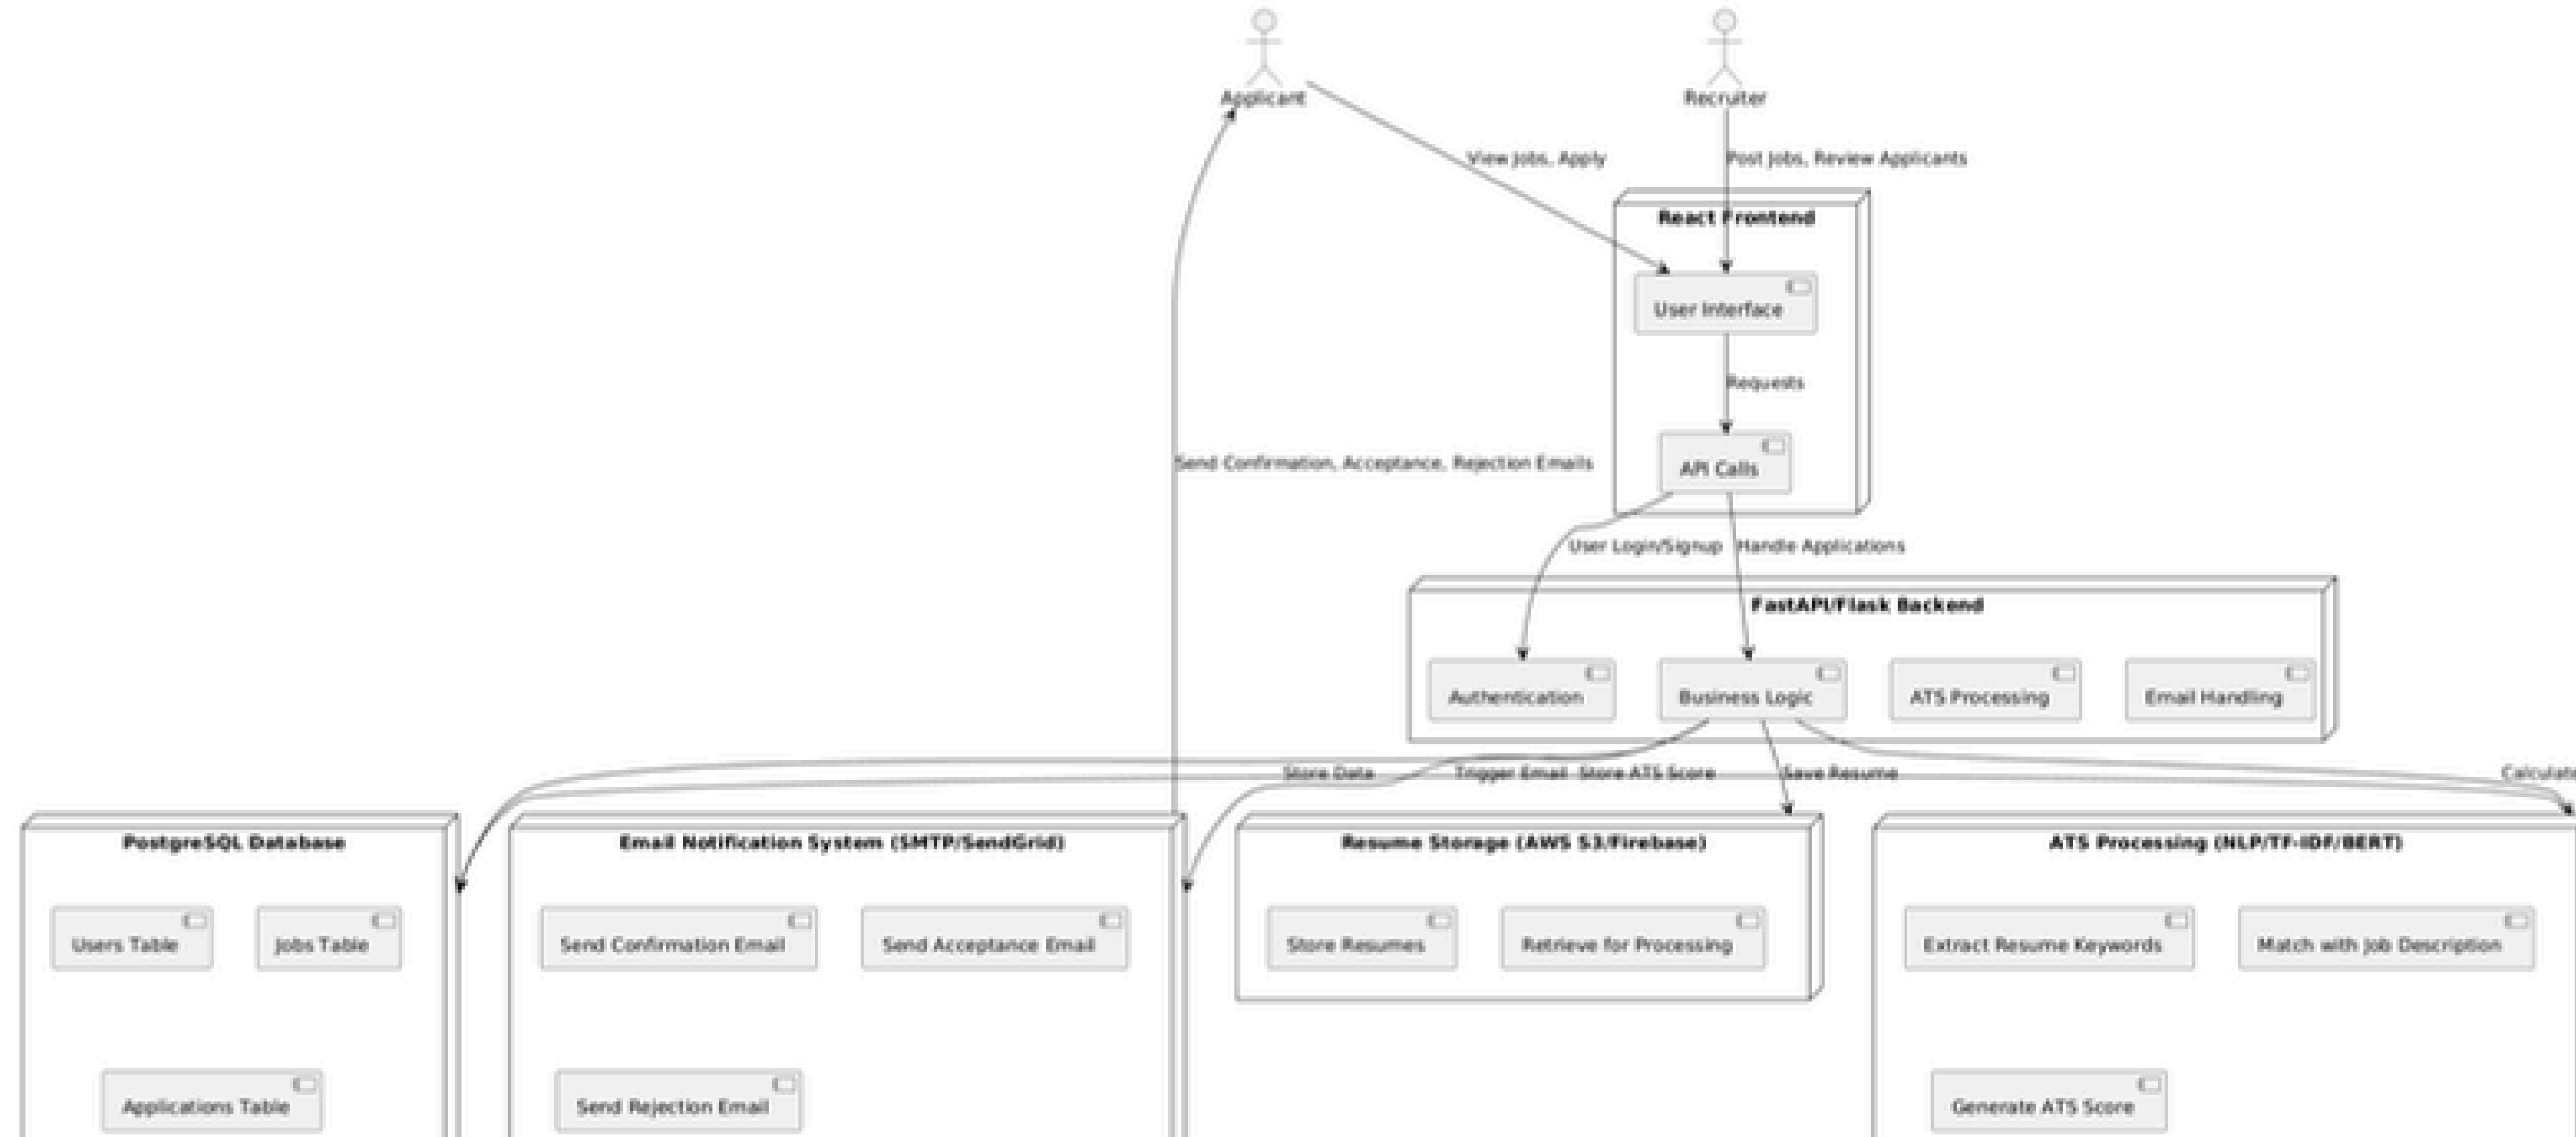 Applicant
Recruiter
View Jobs, Apply
Post Jobs, Review Applicants
React Frontend
User Interface
Requests
API Calls
Send Confirmation, Acceptance, Rejection Emails
User Login/Signup
Handle Applications
FastAPI/Flask Backend
Authentication
Business Logic
ATS Processing
Email Handling
Store Data
Trigger Email
Store ATS Score
Save Resume
Calculate
PostgreSQL Database
Email Notification System (SMTP/SendGrid)
Resume Storage (AWS S3/Firebase)
ATS Processing (NLP/TF-IDF/BERT)
Users Table
Jobs Table
Send Confirmation Email
Send Acceptance Email
Store Resumes
Retrieve for Processing
Extract Resume Keywords
Match with Job Description
Applications Table
Send Rejection Email
Generate ATS Score